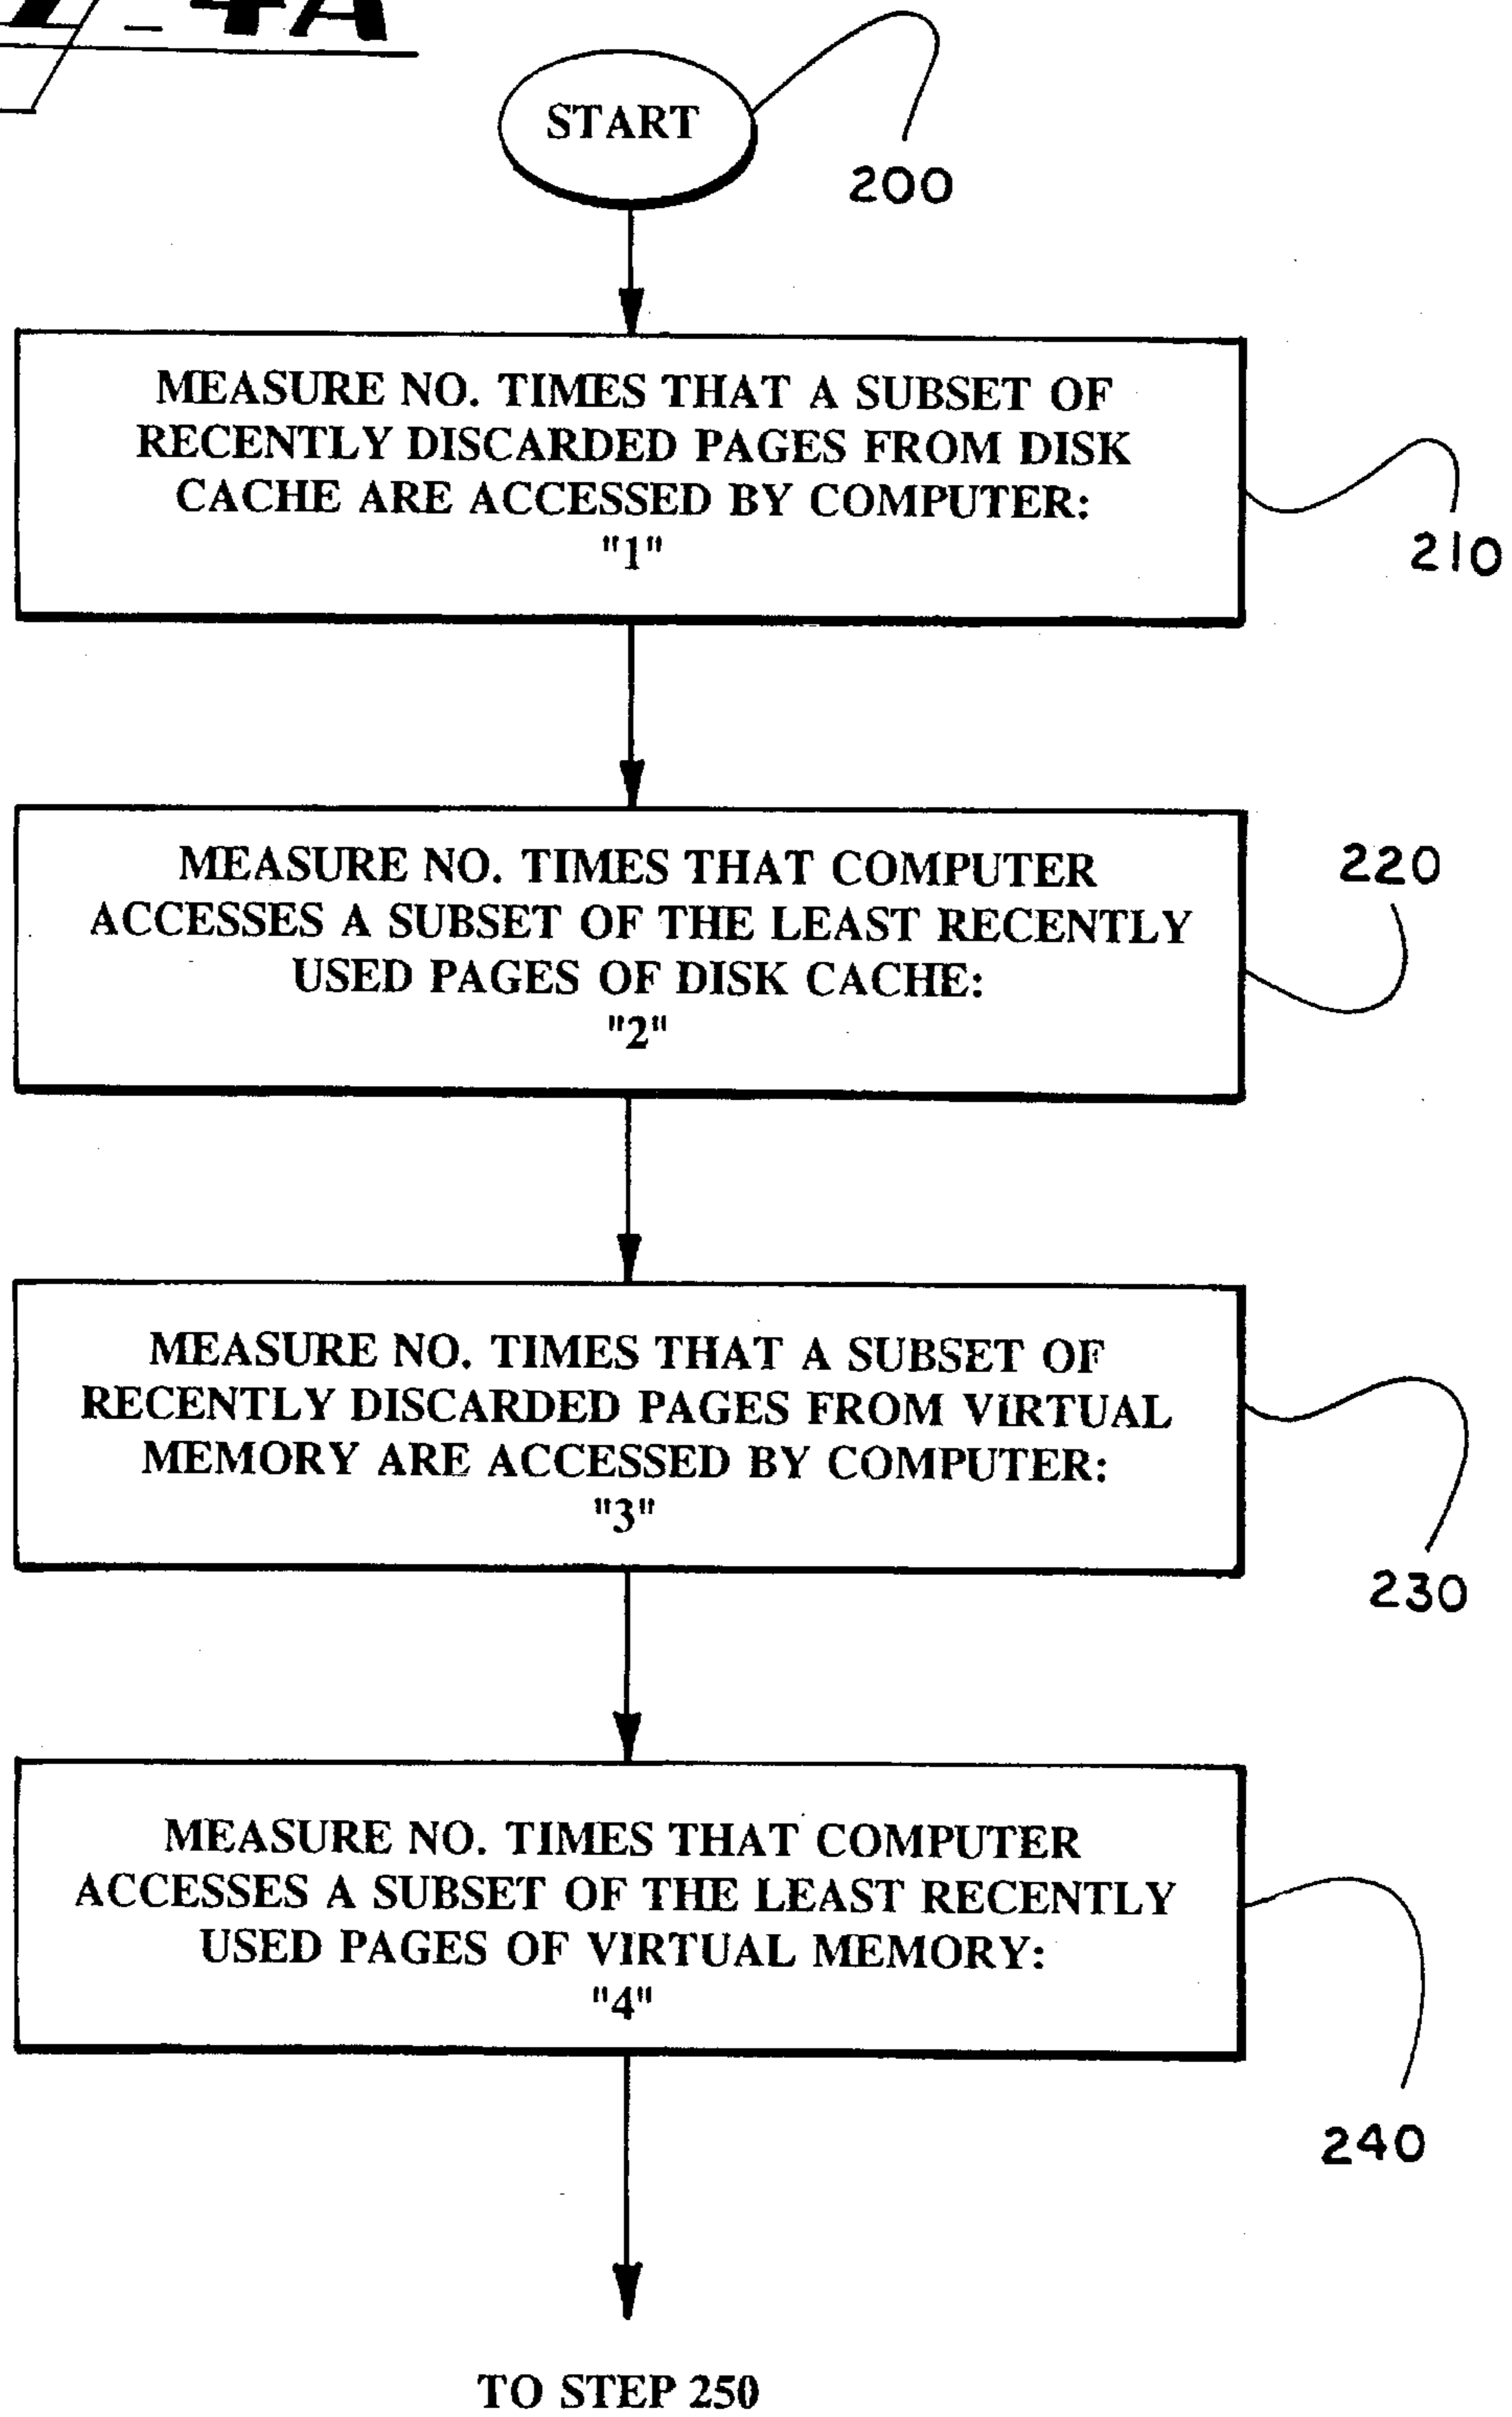 4A
START
200
MEASURE NO. TIMES THAT A SUBSET OF
RECENTLY DISCARDED PAGES FROM DISK
CACHE ARE ACCESSED BY COMPUTER:
"1"
210
MEASURE NO. TIMES THAT COMPUTER
ACCESSES A SUBSET OF THE LEAST RECENTLY
USED PAGES OF DISK CACHE:
"2"
220
MEASURE NO. TIMES THAT A SUBSET OF
RECENTLY DISCARDED PAGES FROM VIRTUAL
MEMORY ARE ACCESSED BY COMPUTER:
"3"
230
MEASURE NO. TIMES THAT COMPUTER
ACCESSES A SUBSET OF THE LEAST RECENTLY
USED PAGES OF VIRTUAL MEMORY:
"4"
240
TO STEP 250